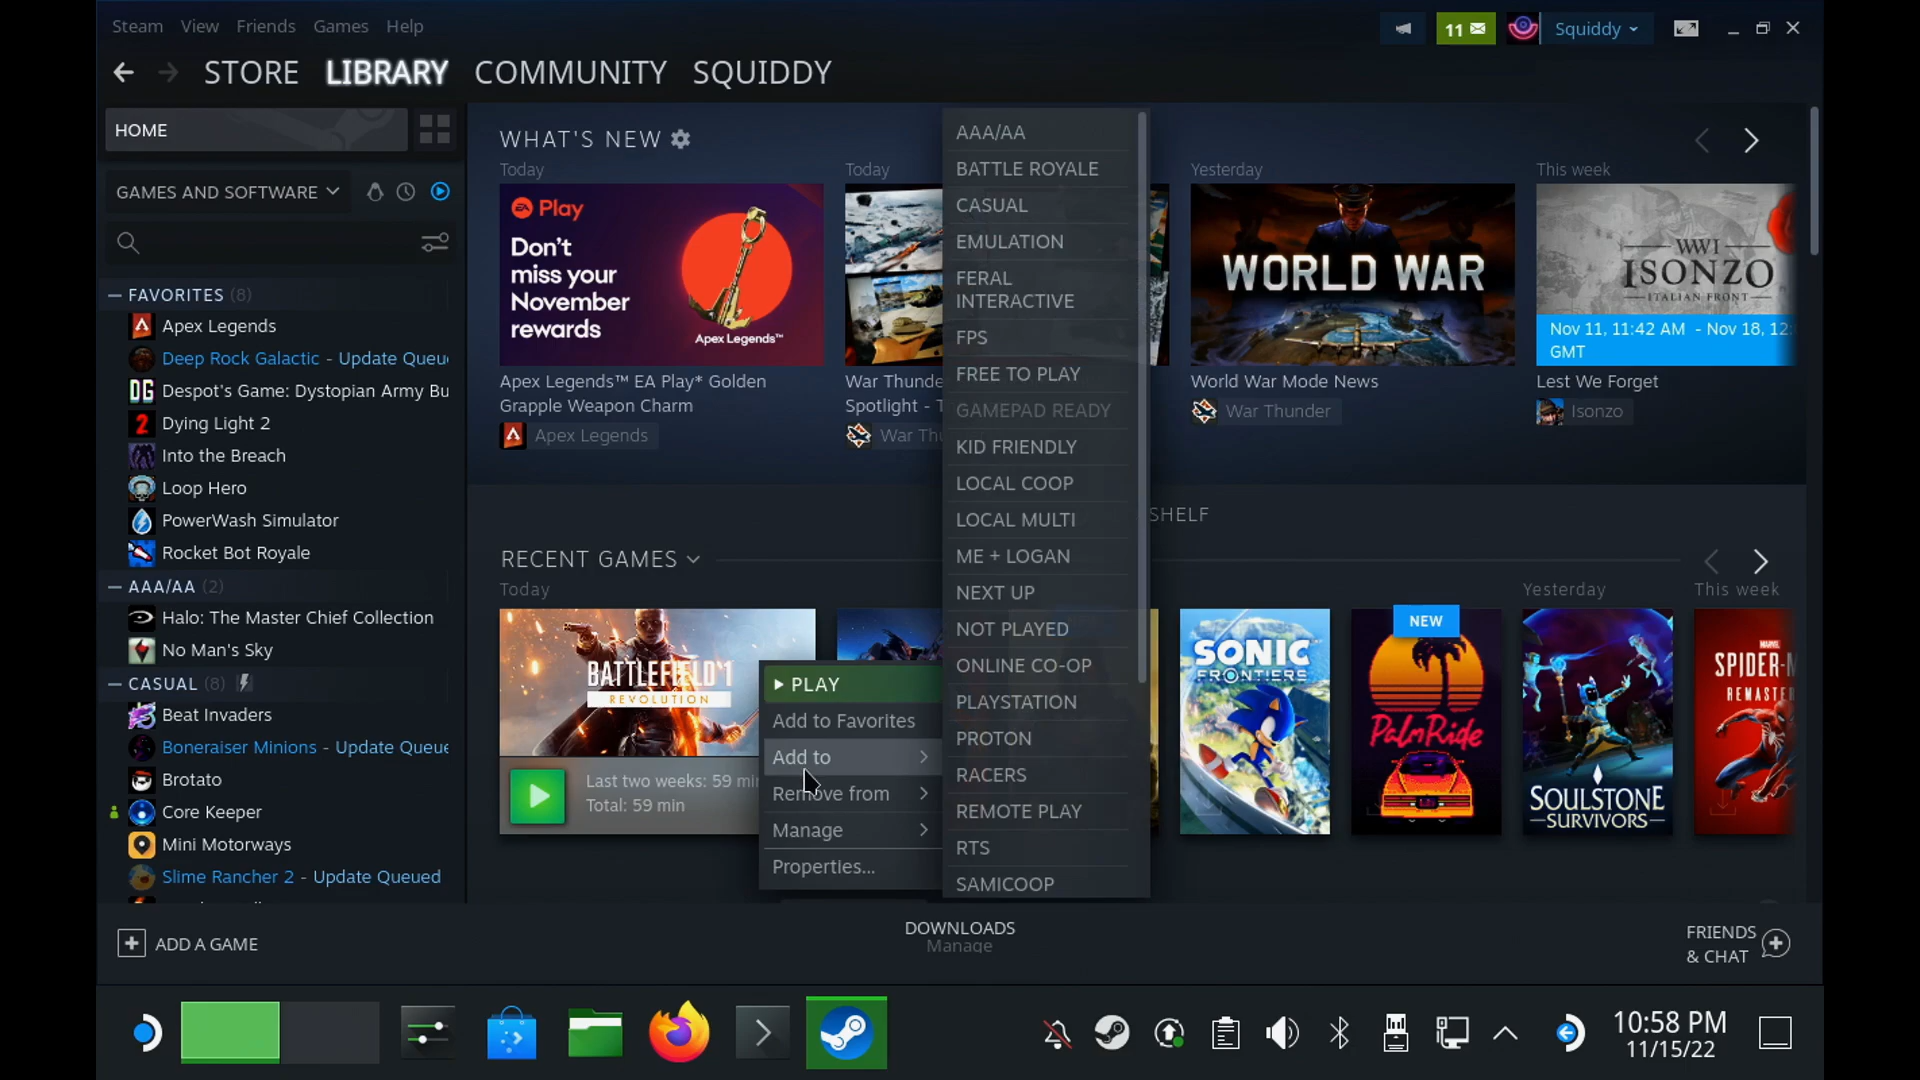 Steam View Friends Games Help
11
Squiddy
STORE LIBRARY COMMUNITY SQUIDDY
HOME
GAMES AND SOFTWARE
FAVORITES (8)
Apex Legends
Deep Rock Galactic - Update Queu
Despot's Game: Dystopian Army Bu
Dying Light 2
Into the Breach
Loop Hero
PowerWash Simulator
Rocket Bot Royale
AAA/AA (2)
Halo: The Master Chief Collection
No Man's Sky
CASUAL (8)
Beat Invaders
Boneraiser Minions - Update Queue
Brotato
Core Keeper
Mini Motorways
Slime Rancher 2 - Update Queued
WHAT'S NEW
Today
EA Play
Don't
miss your
November
rewards
Apex Legends™
Apex Legends™ EA Play* Golden
Grapple Weapon Charm
Apex Legends
Today
War Thunde
Spotlight - T
War Thu
Yesterday
WORLD WAR
World War Mode News
War Thunder
This week
WWI
ISONZO
ITALIAN FRONT
Nov 11, 11:42 AM - Nov 18, 12:
GMT
Lest We Forget
Isonzo
SHELF
RECENT GAMES
Today
BATTLEFIELD 1
REVOLUTION
Last two weeks: 59 mi
Total: 59 min
PLAY
Add to Favorites
Add to
Remove from
Manage
Properties...
AAA/AA
BATTLE ROYALE
CASUAL
EMULATION
FERAL
INTERACTIVE
FPS
FREE TO PLAY
GAMEPAD READY
KID FRIENDLY
LOCAL COOP
LOCAL MULTI
ME + LOGAN
NEXT UP
NOT PLAYED
ONLINE CO-OP
PLAYSTATION
PROTON
RACERS
REMOTE PLAY
RTS
SAMICOOP
SONIC
FRONTIERS
NEW
Palm Ride
Yesterday
SOULSTONE
SURVIVORS
This week
MARVEL
SPIDER-M
REMASTER
ADD A GAME
DOWNLOADS
Manage
FRIENDS
& CHAT
10:58 PM
11/15/22